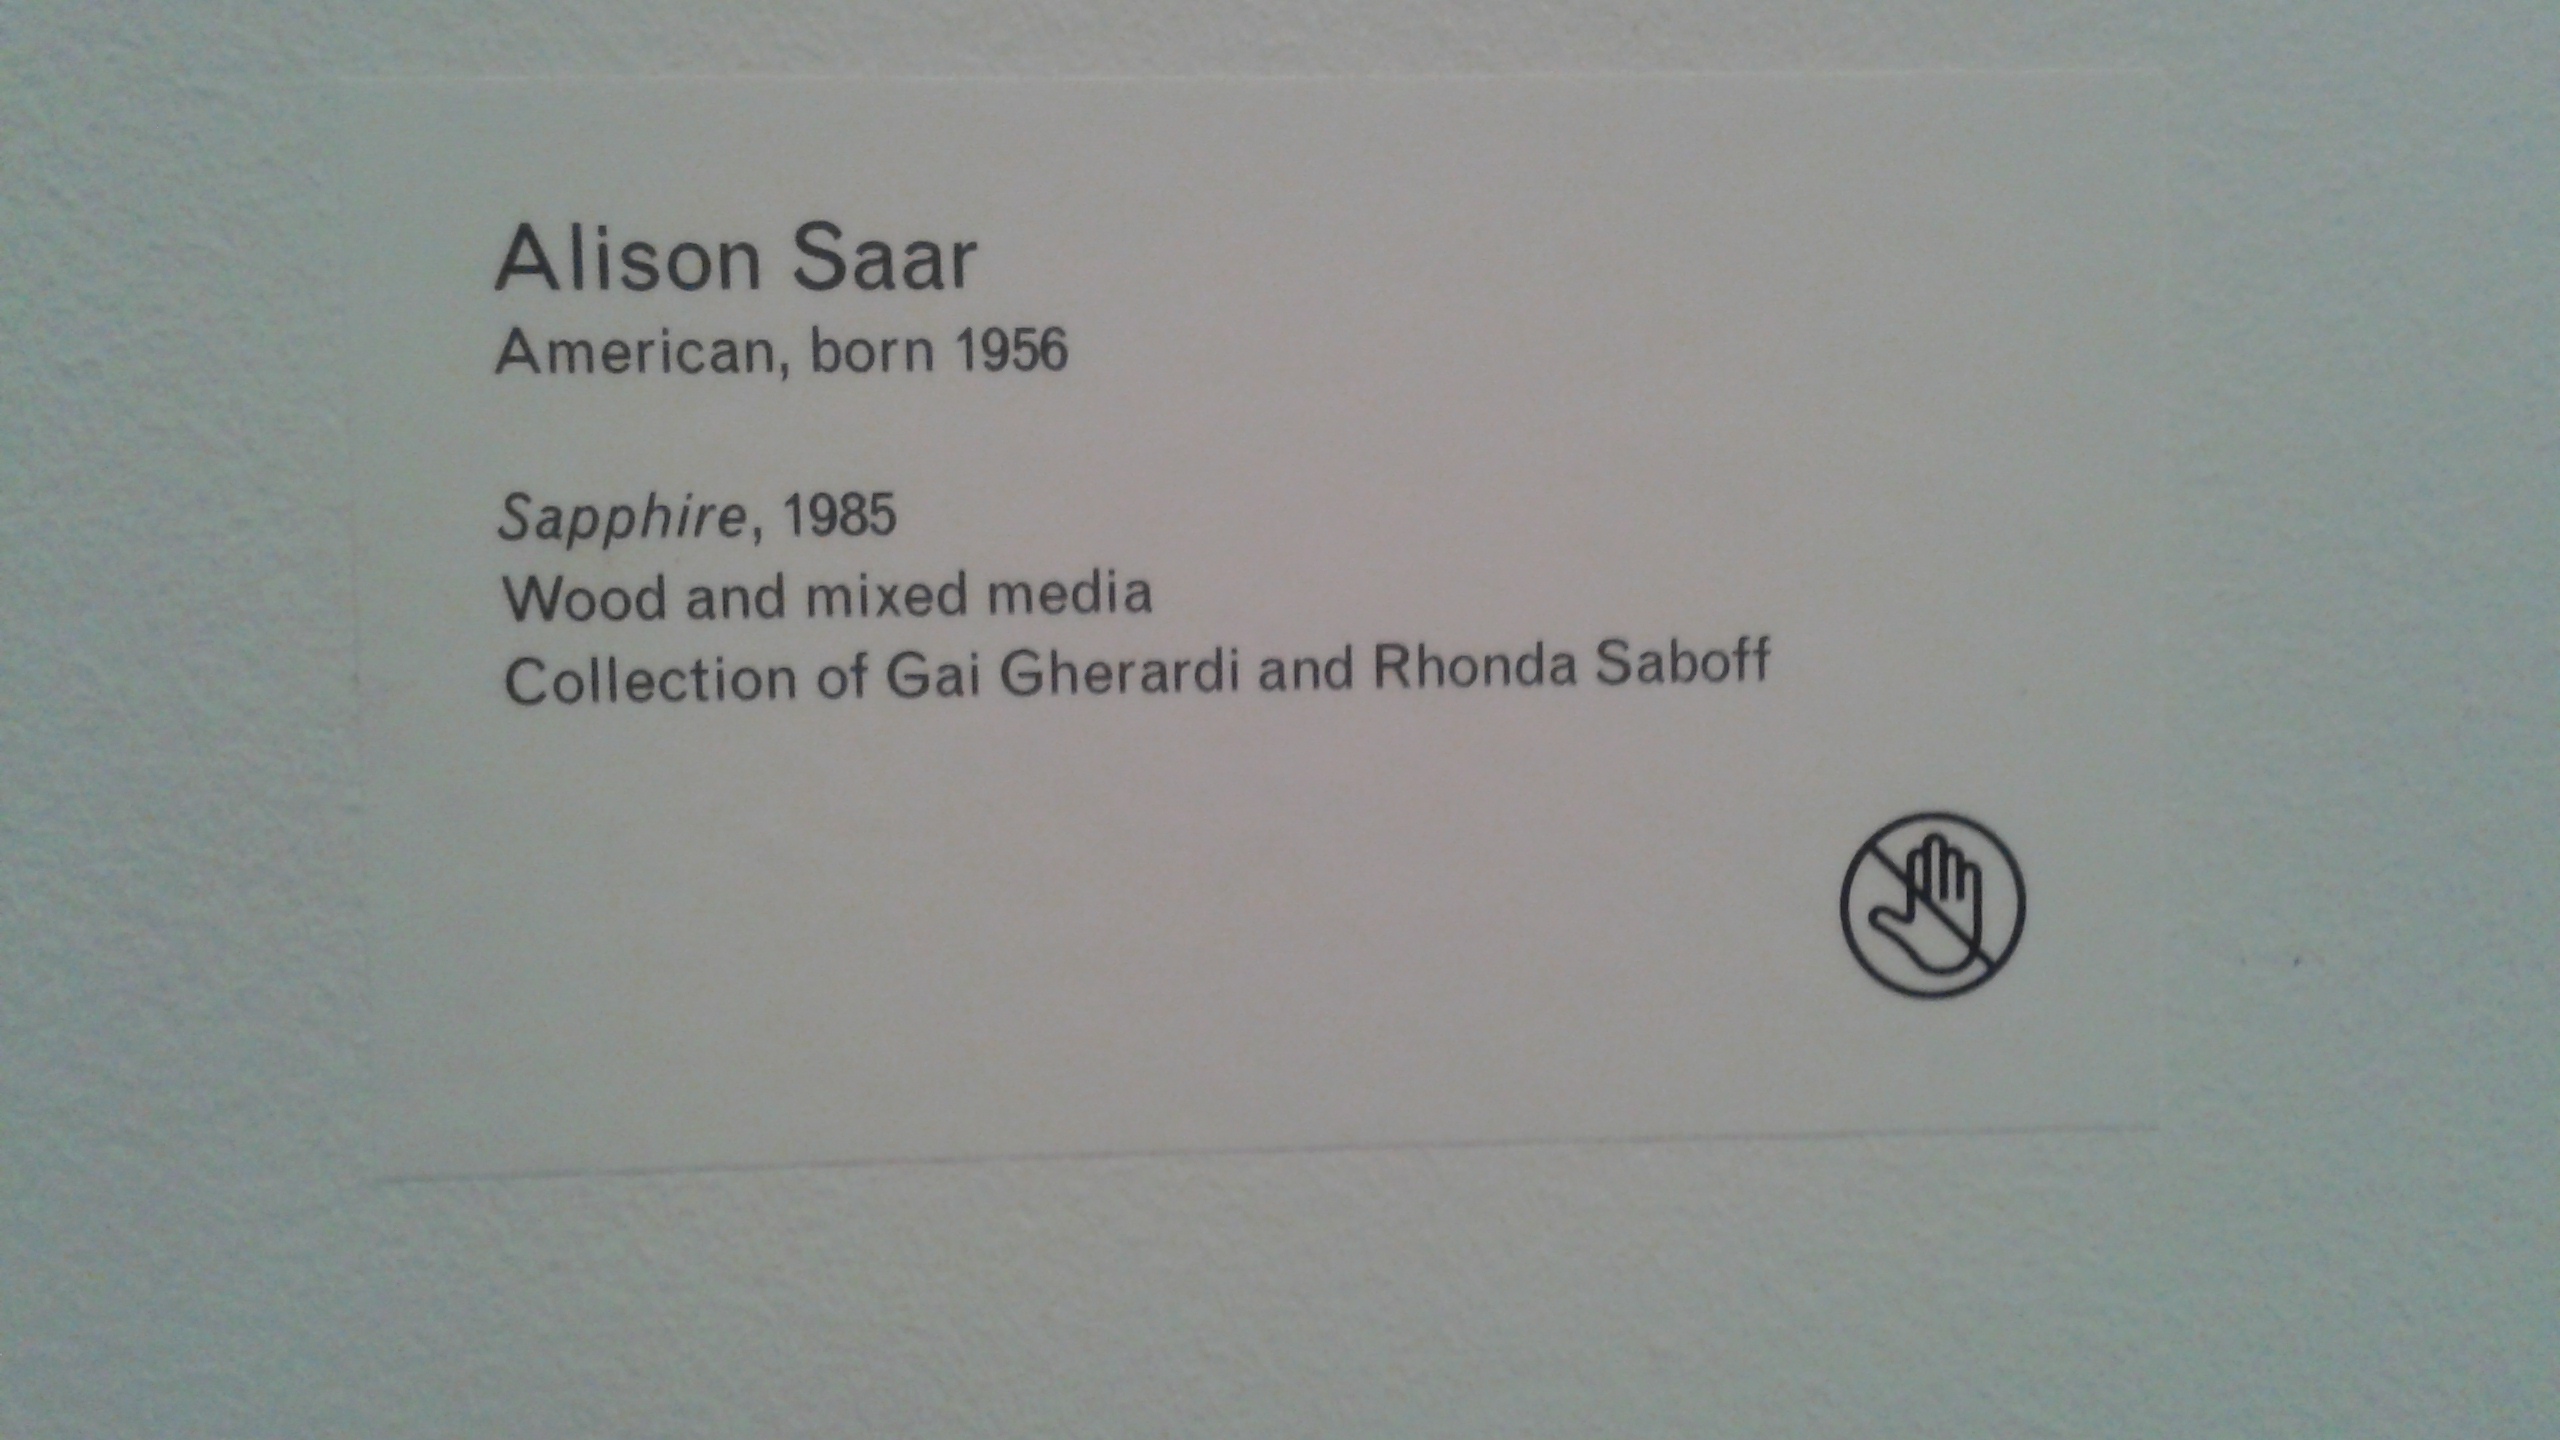 Alison Saar
American, born 1956
Sapphire, 1985
Wood and mixed media
Collection of Gai Gherardi and Rhonda Saboff